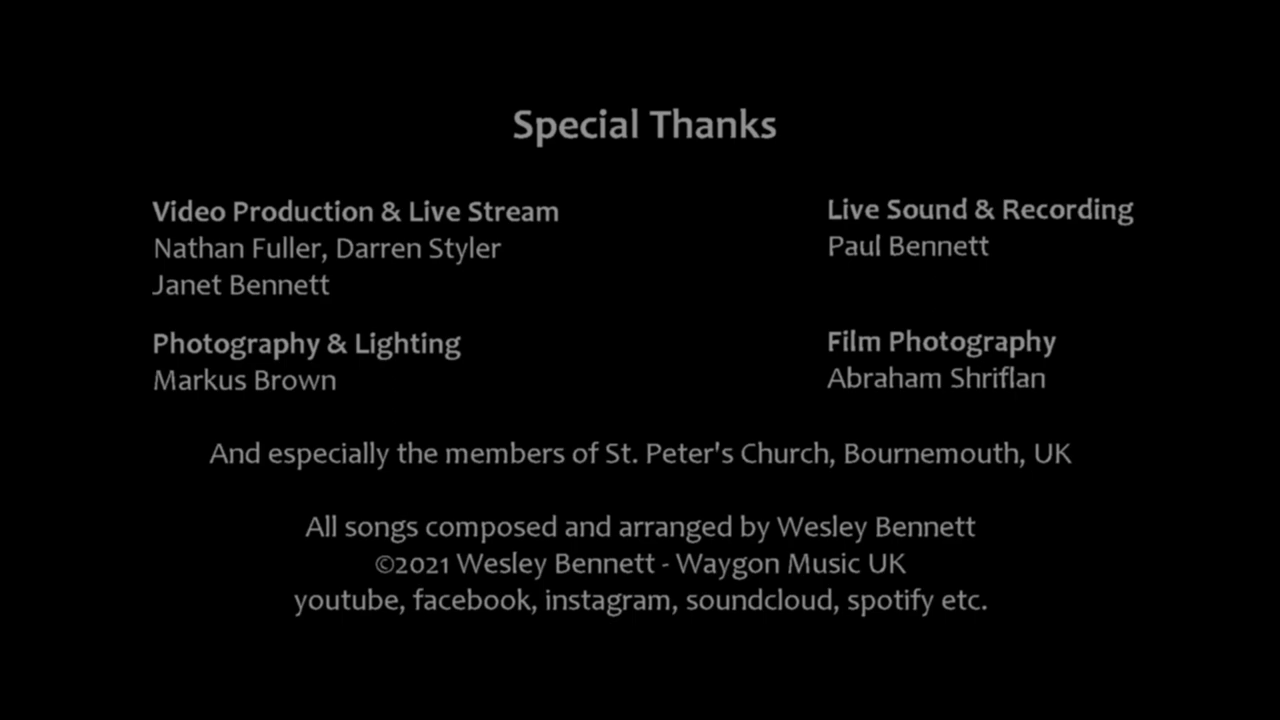 Special Thanks
Video Production & Live Stream
Nathan Fuller, Darren Styler
Janet Bennett
Live Sound & Recording
Paul Bennett
Photography & Lighting
Markus Brown
Film Photography
Abraham Shriflan
And especially the members of St. Peter's Church, Bournemouth, UK
All songs composed and arranged by Wesley Bennett
©2021 Wesley Bennett - Waygon Music UK
youtube, facebook, instagram, soundcloud, spotify etc.